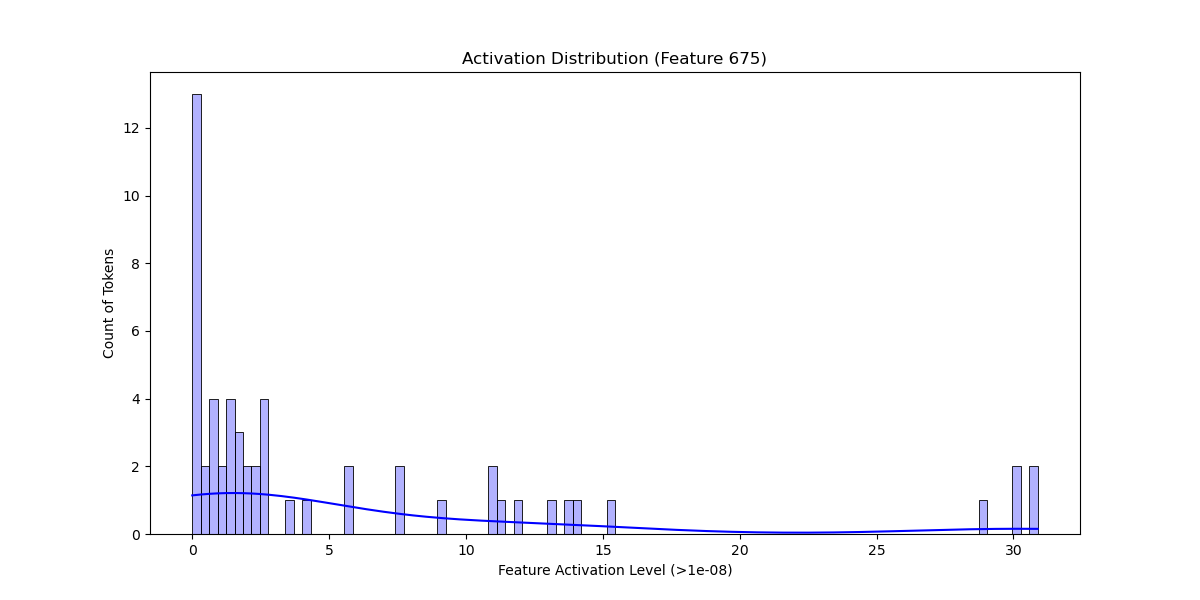 Activation Distribution (Feature 675)
12
10
8
6
4
2
0
Count of Tokens
0 5 10 15 20 25 30
Feature Activation Level (>1e-08)